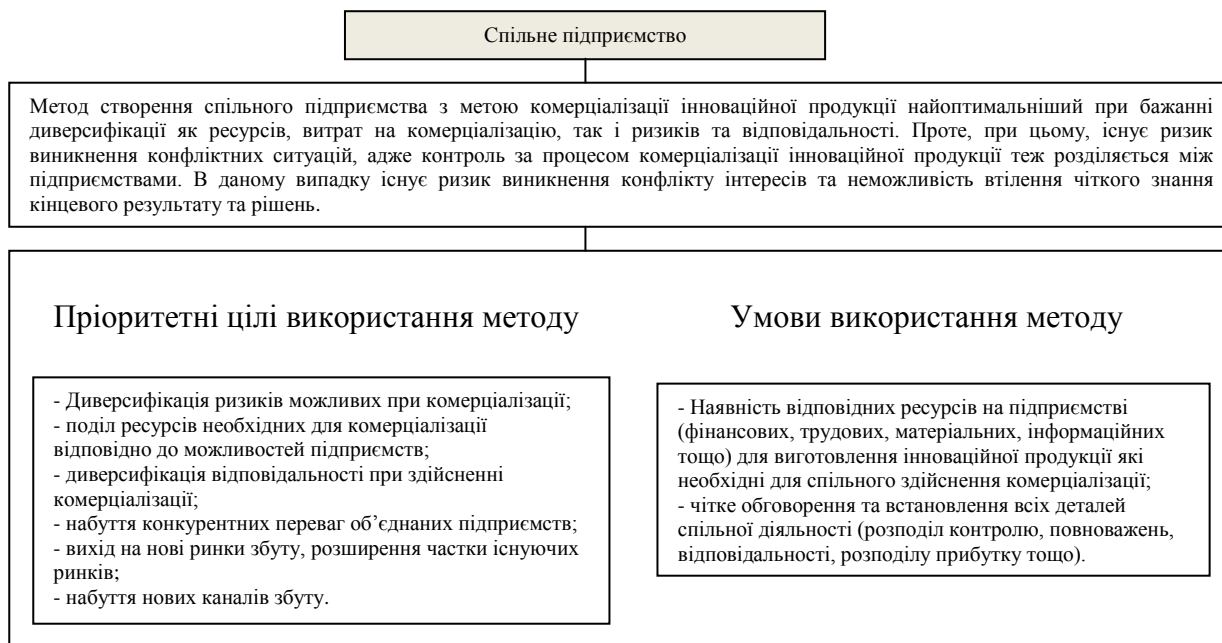 Спільне підприємство
Метод створення спільного підприємства з метою комерціалізації інноваційної продукції найоптимальніший при бажанні
диверсифікації як ресурсів, витрат на комерціалізацію, так і ризиків та відповідальності. Проте, при цьому, існує ризик
виникнення конфліктних ситуацій, адже контроль за процесом комерціалізації інноваційної продукції теж розділяється між
підприємствами. В даному випадку існує ризик виникнення конфлікту інтересів та неможливість втілення чіткого знання
кінцевого результату та рішень.
Пріоритетні цілі використання методу
- Диверсифікація ризиків можливих при комерціалізації;
- поділ ресурсів необхідних для комерціалізації
відповідно до можливостей підприємств;
- диверсифікація відповідальності при здійсненні
комерціалізації;
- набуття конкурентних переваг об’єднаних підприємств;
- вихід на нові ринки збуту, розширення частки існуючих
ринків;
- набуття нових каналів збуту.
Умови використання методу
- Наявність відповідних ресурсів на підприємстві
(фінансових, трудових, матеріальних, інформаційних
тощо) для виготовлення інноваційної продукції які
необхідні для спільного здійснення комерціалізації;
- чітке обговорення та встановлення всіх деталей
спільної діяльності (розподіл контролю, повноважень,
відповідальності, розподілу прибутку тощо).